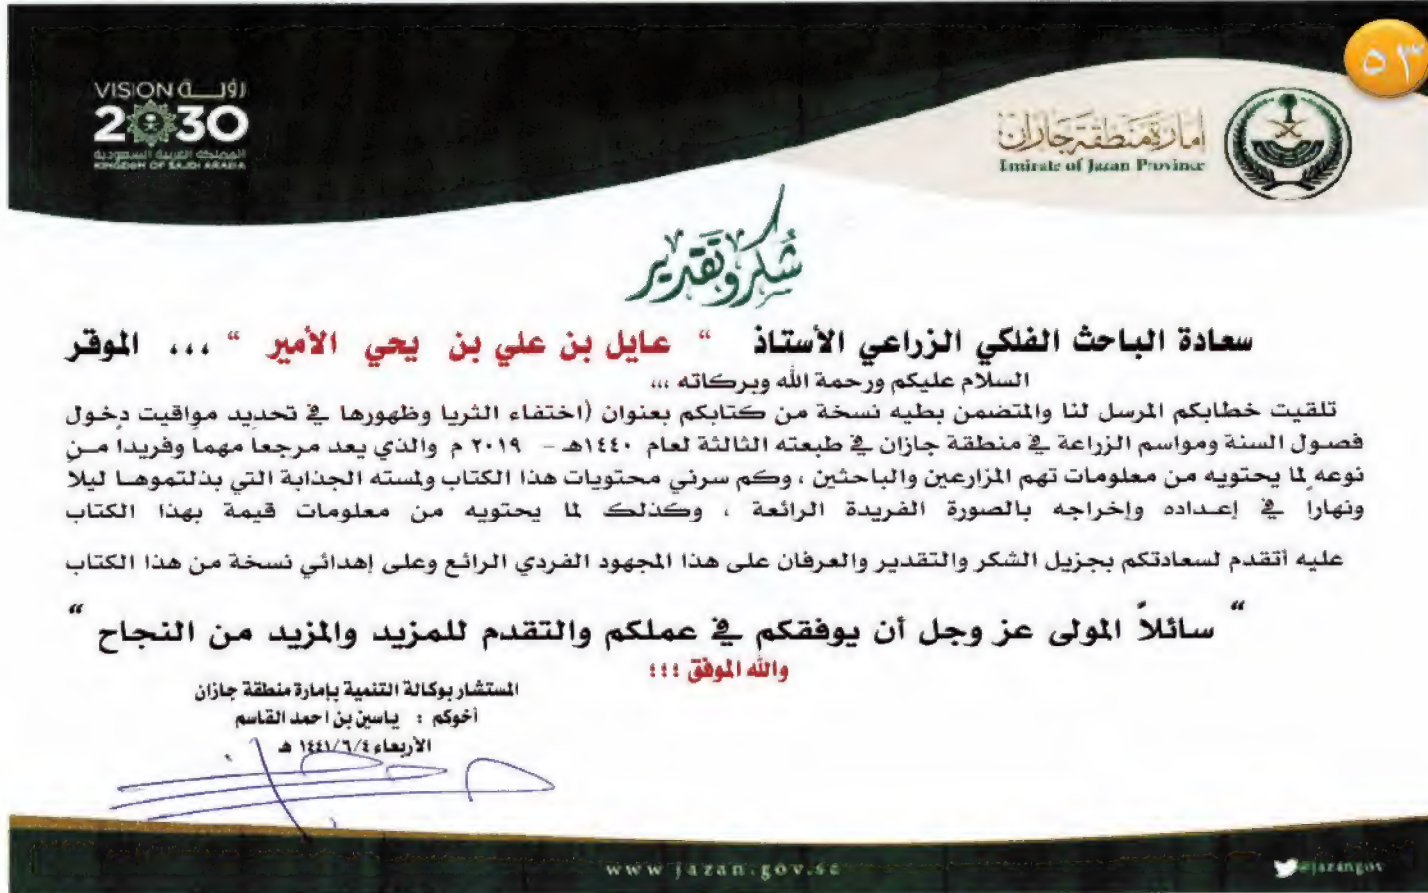 ٥٣
VISION رؤيـــة
2030
المملكة العربية السعودية
KINGDOM OF SAUDI ARABIA
إمارة منطقة جازان
Emirate of Jazan Province
شكر وتقدير
سعادة الباحث الفلكي الزراعي الأستاذ " عايل بن علي بن يحي الأمير " ،،، الموقر
السلام عليكم ورحمة الله وبركاته ،،،
تلقيت خطابكم المرسل لنا والمتضمن بطيه نسخة من كتابكم بعنوان (اختفاء الثريا وظهورها في تحديد مواقيت دخول
فصول السنة ومواسم الزراعة في منطقة جازان في طبعته الثالثة لعام ١٤٤٠هـ - ٢٠١٩ م والذي يعد مرجعاً مهما وفريدا من
نوعه لما يحتويه من معلومات تهم المزارعين والباحثين ، وكم سرني محتويات هذا الكتاب ولمسته الجذابة التي بذلتموها ليلا
ونهاراً في إعداده وإخراجه بالصورة الفريدة الرائعة ، وكذلك لما يحتويه من معلومات قيمة بهذا الكتاب
عليه أتقدم لسعادتكم بجزيل الشكر والتقدير والعرفان على هذا المجهود الفردي الرائع وعلى إهدائي نسخة من هذا الكتاب
" سائلاً المولى عز وجل أن يوفقكم في عملكم والتقدم للمزيد والمزيد من النجاح "
والله الموفق ؛؛؛
المستشار بوكالة التنمية بإمارة منطقة جازان
أخوكم : ياسين بن احمد القاسم
الأربعاء ١٤٤١/٦/٤ هـ
www.jazan.gov.sa
@jazangov